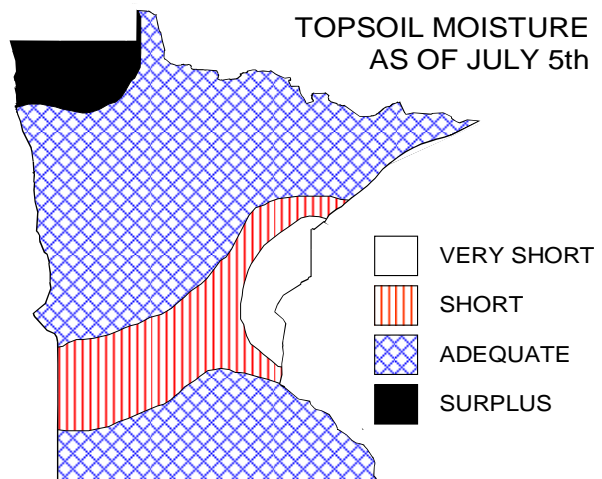 TOPSOIL MOISTURE
AS OF JULY 5th
VERY SHORT
SHORT
ADEQUATE
SURPLUS